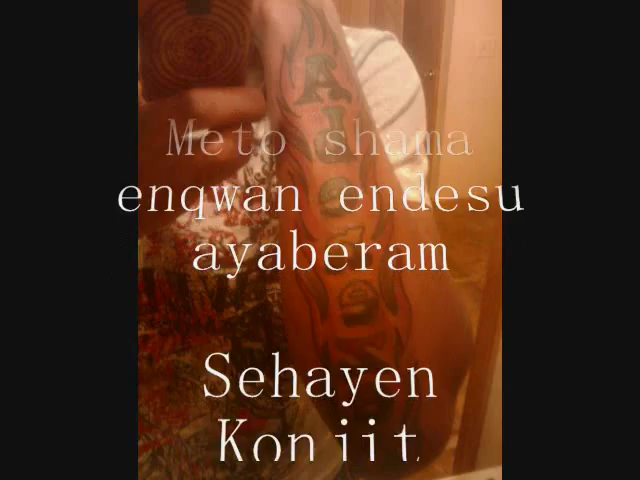 Meto shama
enqwan endesu
ayaberam
Sehayen
Konjit